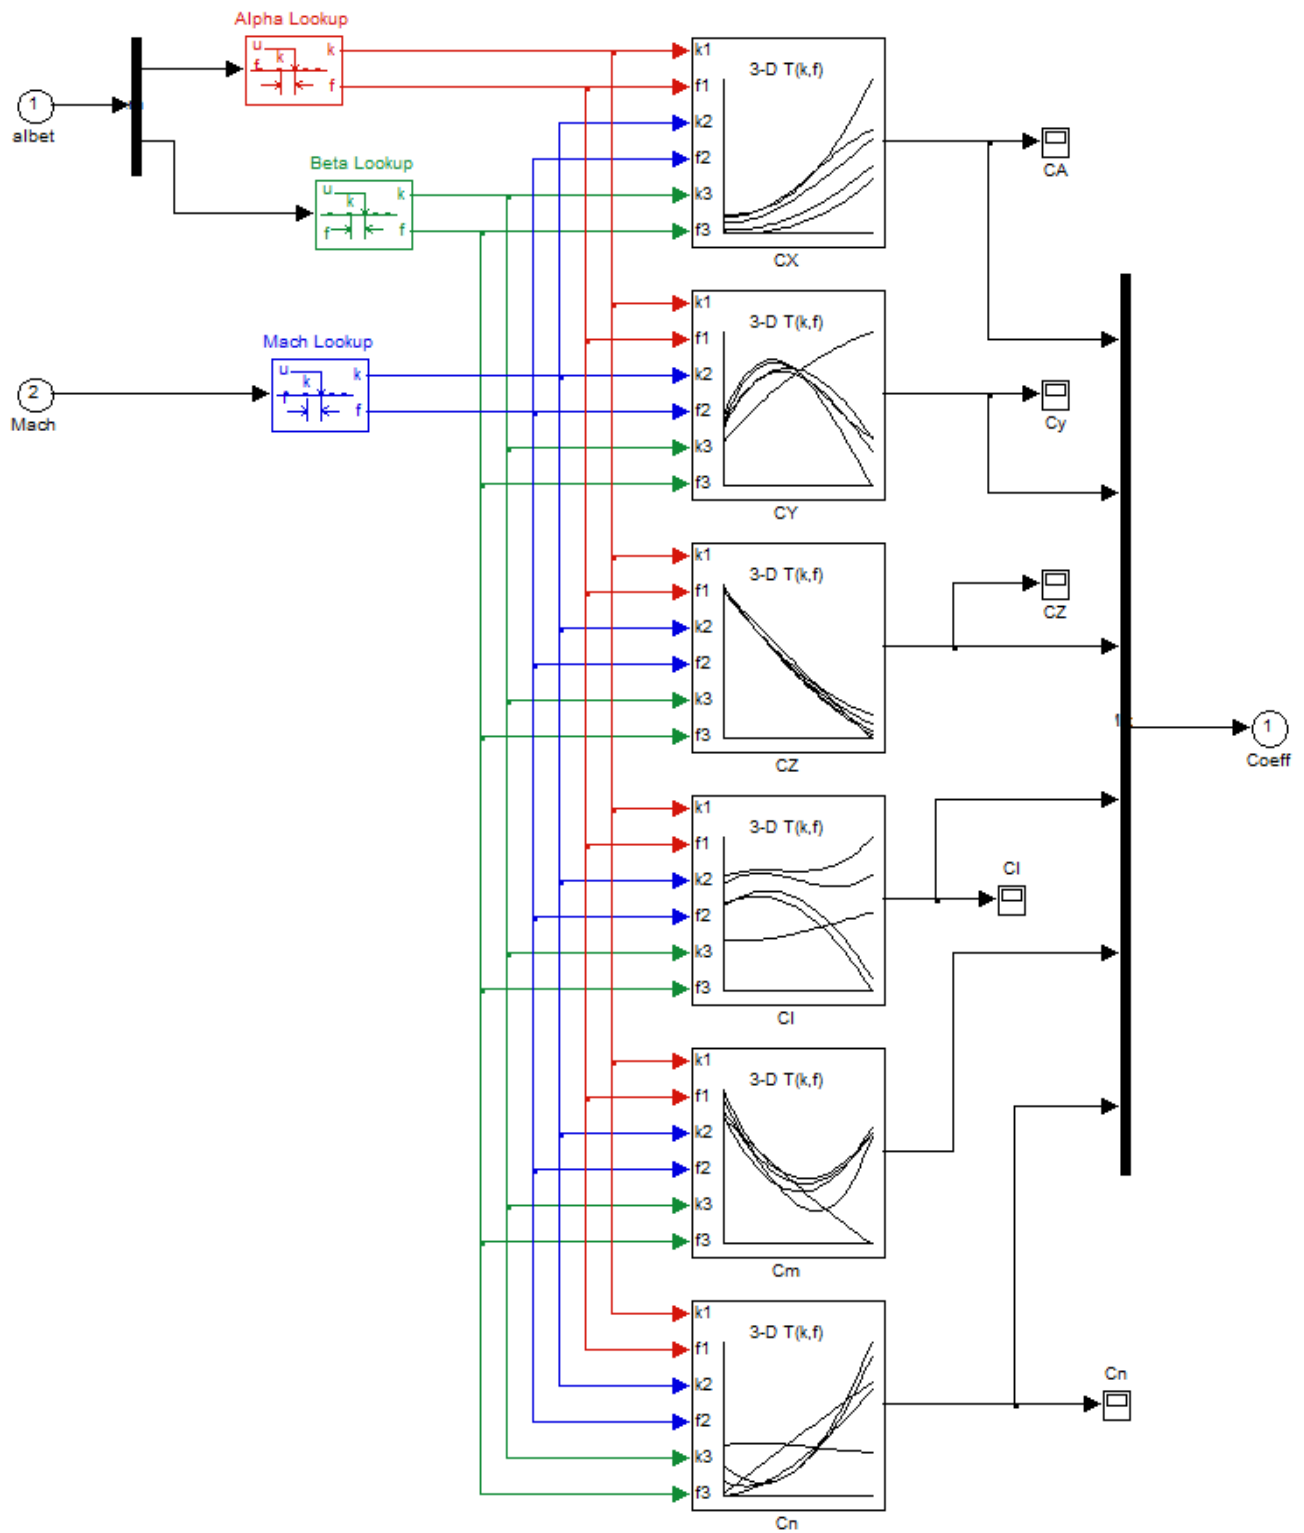 Alpha Lookup
u
k
k
f
f
1
albet
Beta Lookup
u
k
k
f
f
Mach Lookup
u
k
k
f
f
2
Mach
3-D T(k,f)
k1
f1
k2
f2
k3
f3
CX
CA
3-D T(k,f)
k1
f1
k2
f2
k3
f3
CY
Cy
3-D T(k,f)
k1
f1
k2
f2
k3
f3
CZ
CZ
3-D T(k,f)
k1
f1
k2
f2
k3
f3
Cl
Cl
3-D T(k,f)
k1
f1
k2
f2
k3
f3
Cm
3-D T(k,f)
k1
f1
k2
f2
k3
f3
Cn
Cn
1
Coeff